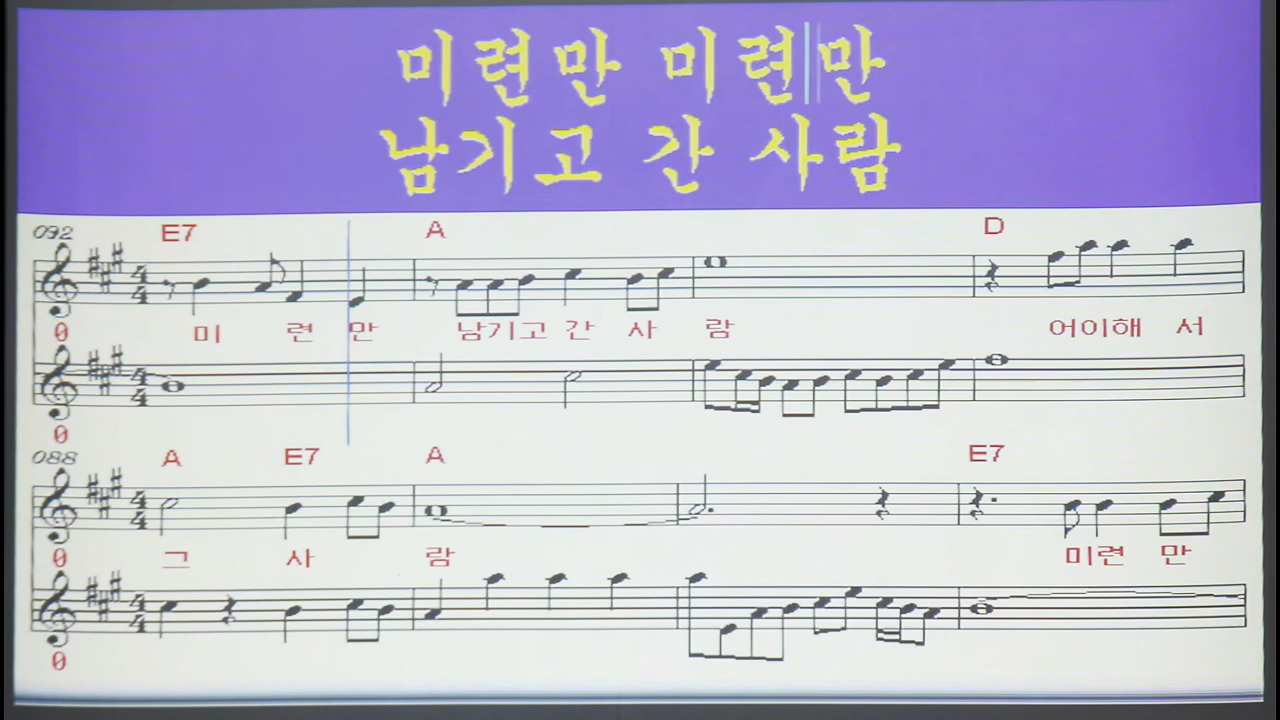 미련만 미련만
남기고 간 사람
092 E7 A D
0 미 련 만 남기고 간 사 람 어이해 서
0
088 A E7 A E7
0 그 사 람 미련 만
0